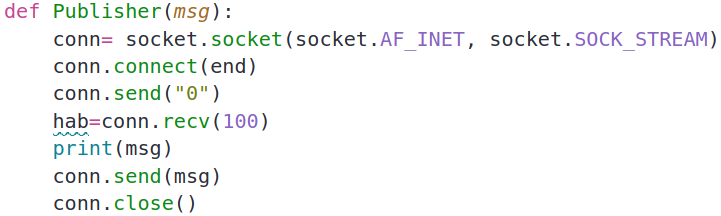 def Publisher(msg):
    conn= socket.socket(socket.AF_INET, socket.SOCK_STREAM)
    conn.connect(end)
    conn.send("0")
    hab=conn.recv(100)
    print(msg)
    conn.send(msg)
    conn.close()